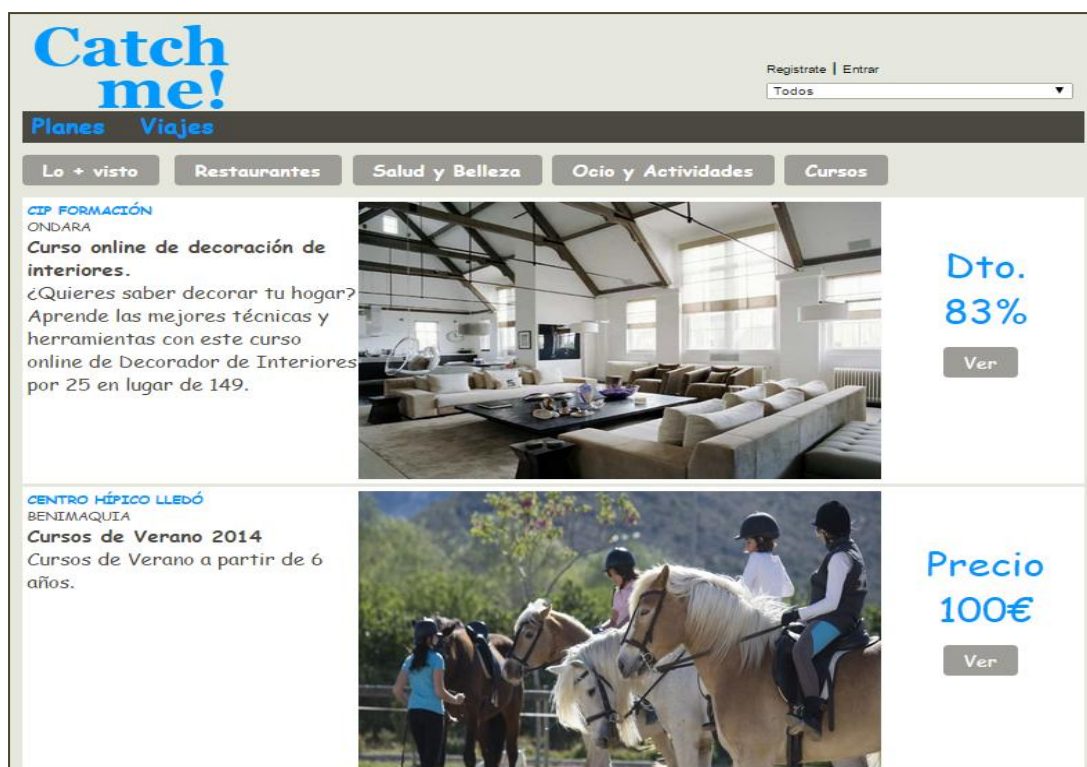 Catch
me!
Registrate | Entrar
Todos
Planes Viajes
Lo + visto Restaurantes Salud y Belleza Ocio y Actividades Cursos
CIP FORMACIÓN
ONDARA
Curso online de decoración de
interiores.
¿Quieres saber decorar tu hogar?
Aprende las mejores técnicas y
herramientas con este curso
online de Decorador de Interiores
por 25 en lugar de 149.
Dto.
83%
Ver
CENTRO HÍPICO LLEDÓ
BENIMAQUIA
Cursos de Verano 2014
Cursos de Verano a partir de 6
años.
Precio
100€
Ver